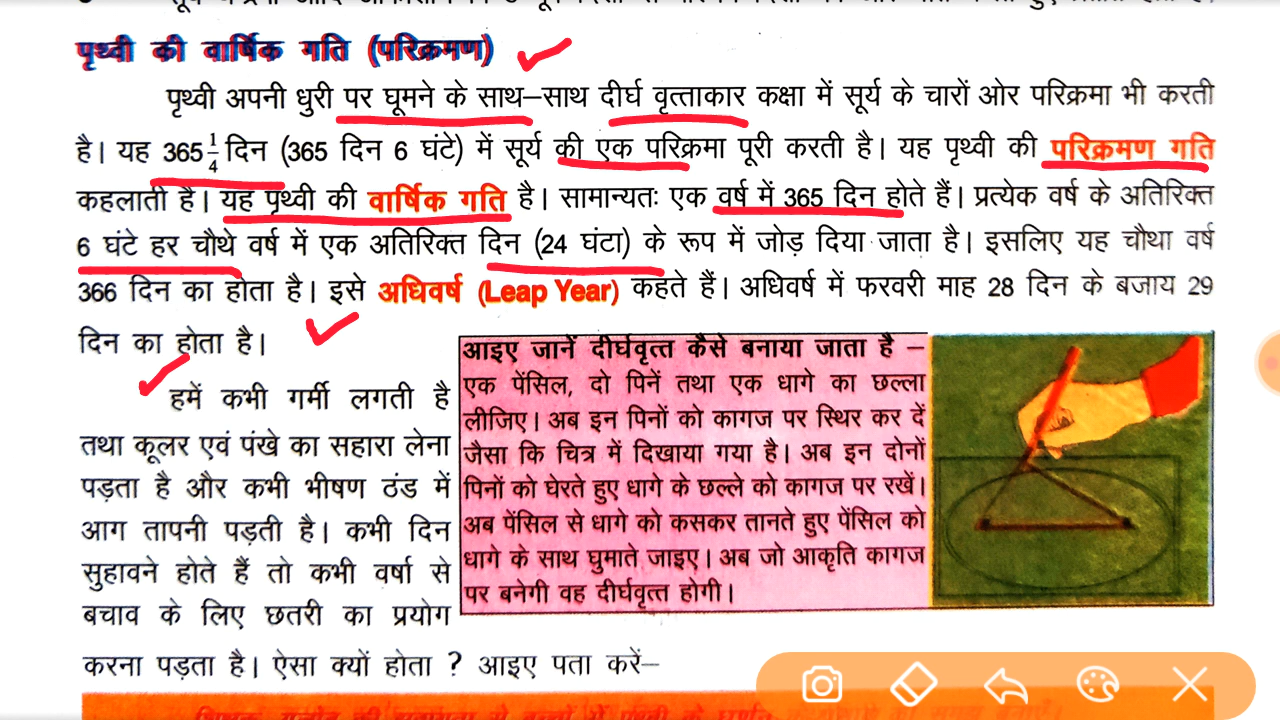 पृथ्वी की वार्षिक गति (परिक्रमण)
पृथ्वी अपनी धुरी पर घूमने के साथ–साथ दीर्घ वृत्ताकार कक्षा में सूर्य के चारों ओर परिक्रमा भी करती
है। यह 365 1/4 दिन (365 दिन 6 घंटे) में सूर्य की एक परिक्रमा पूरी करती है। यह पृथ्वी की परिक्रमण गति
कहलाती है। यह पृथ्वी की वार्षिक गति है। सामान्यतः एक वर्ष में 365 दिन होते हैं। प्रत्येक वर्ष के अतिरिक्त
6 घंटे हर चौथे वर्ष में एक अतिरिक्त दिन (24 घंटा) के रूप में जोड़ दिया जाता है। इसलिए यह चौथा वर्ष
366 दिन का होता है। इसे अधिवर्ष (Leap Year) कहते हैं। अधिवर्ष में फरवरी माह 28 दिन के बजाय 29
दिन का होता है।
हमें कभी गर्मी लगती है
तथा कूलर एवं पंखे का सहारा लेना
पड़ता है और कभी भीषण ठंड में
आग तापनी पड़ती है। कभी दिन
सुहावने होते हैं तो कभी वर्षा से
बचाव के लिए छतरी का प्रयोग
करना पड़ता है। ऐसा क्यों होता ? आइए पता करें–
आइए जानें दीर्घवृत्त कैसे बनाया जाता है –
एक पेंसिल, दो पिनें तथा एक धागे का छल्ला
लीजिए। अब इन पिनों को कागज पर स्थिर कर दें
जैसा कि चित्र में दिखाया गया है। अब इन दोनों
पिनों को घेरते हुए धागे के छल्ले को कागज पर रखें।
अब पेंसिल से धागे को कसकर तानते हुए पेंसिल को
धागे के साथ घुमाते जाइए। अब जो आकृति कागज
पर बनेगी वह दीर्घवृत्त होगी।